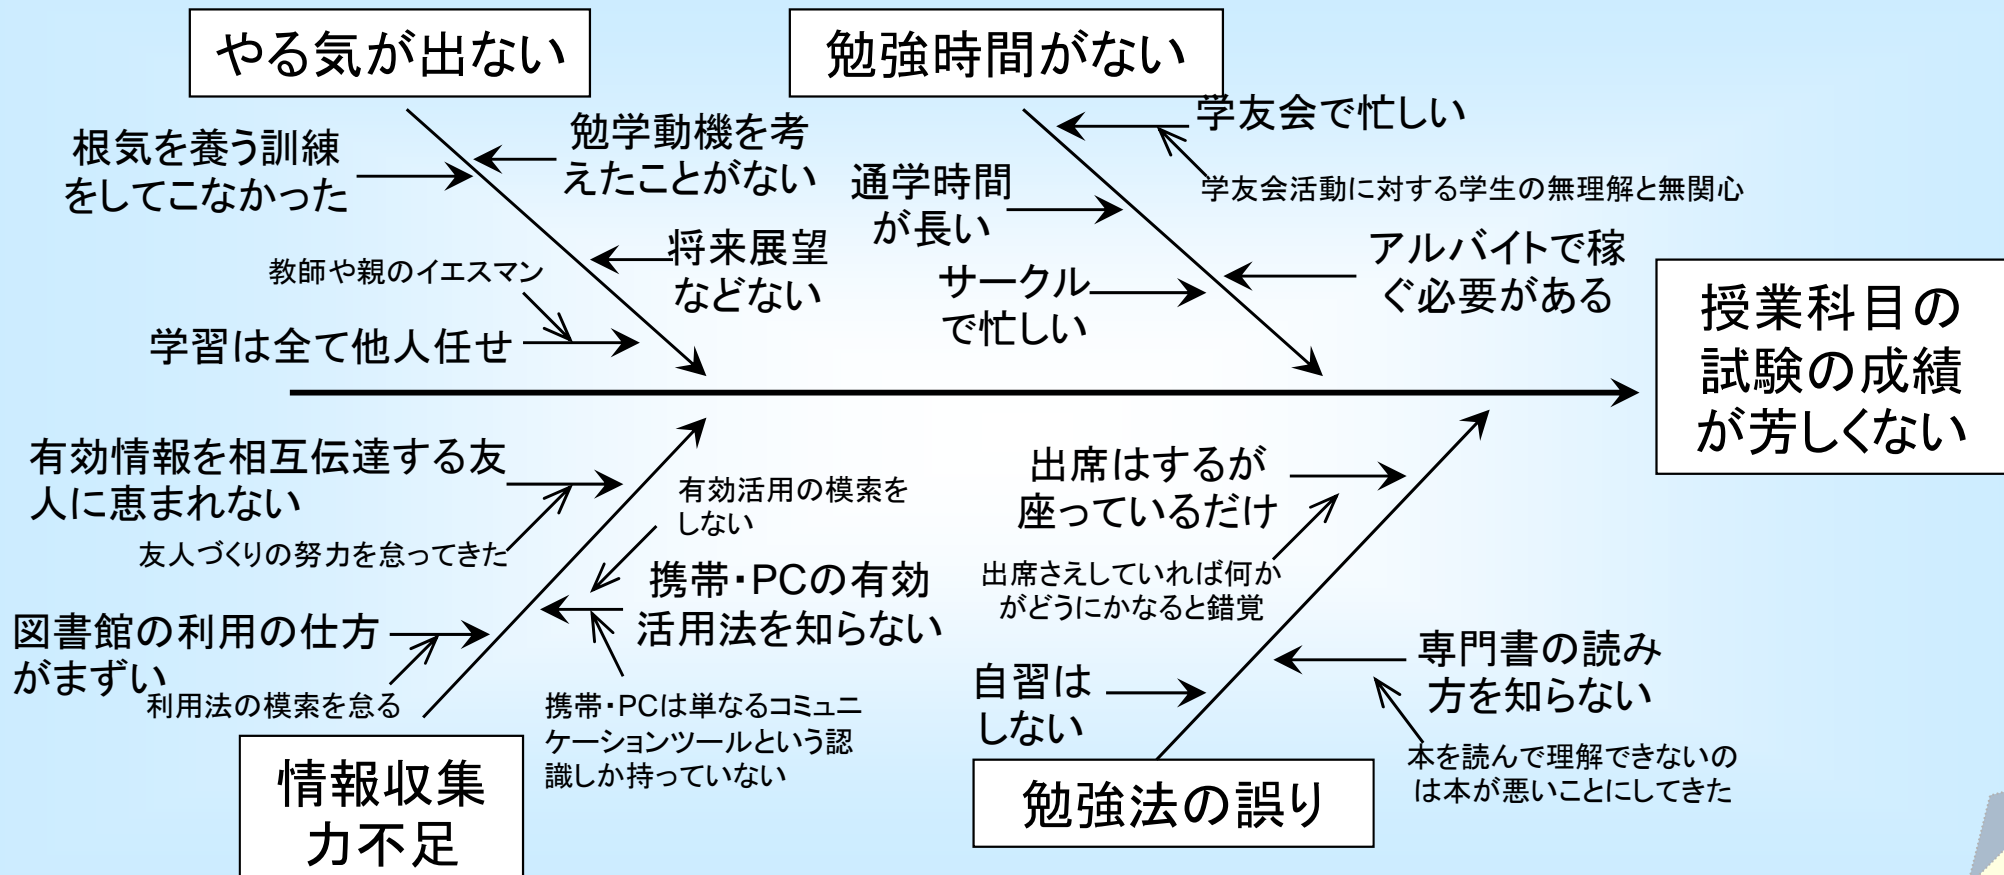 やる気が出ない
勉強時間がない
根気を養う訓練
をしてこなかった
勉学動機を考
えたことがない
将来展望
などない
教師や親のイエスマン
学習は全て他人任せ
学友会で忙しい
学友会活動に対する学生の無理解と無関心
通学時間
が長い
サークル
で忙しい
アルバイトで稼
ぐ必要がある
授業科目の
試験の成績
が芳しくない
有効情報を相互伝達する友
人に恵まれない
友人づくりの努力を怠ってきた
有効活用の模索を
しない
携帯・PCの有効
活用法を知らない
図書館の利用の仕方
がまずい
利用法の模索を怠る
携帯・PCは単なるコミュニ
ケーションツールという認
識しか持っていない
情報収集
力不足
出席はするが
座っているだけ
出席さえしていれば何か
がどうにかなると錯覚
自習は
しない
専門書の読み
方を知らない
本を読んで理解できないの
は本が悪いことにしてきた
勉強法の誤り